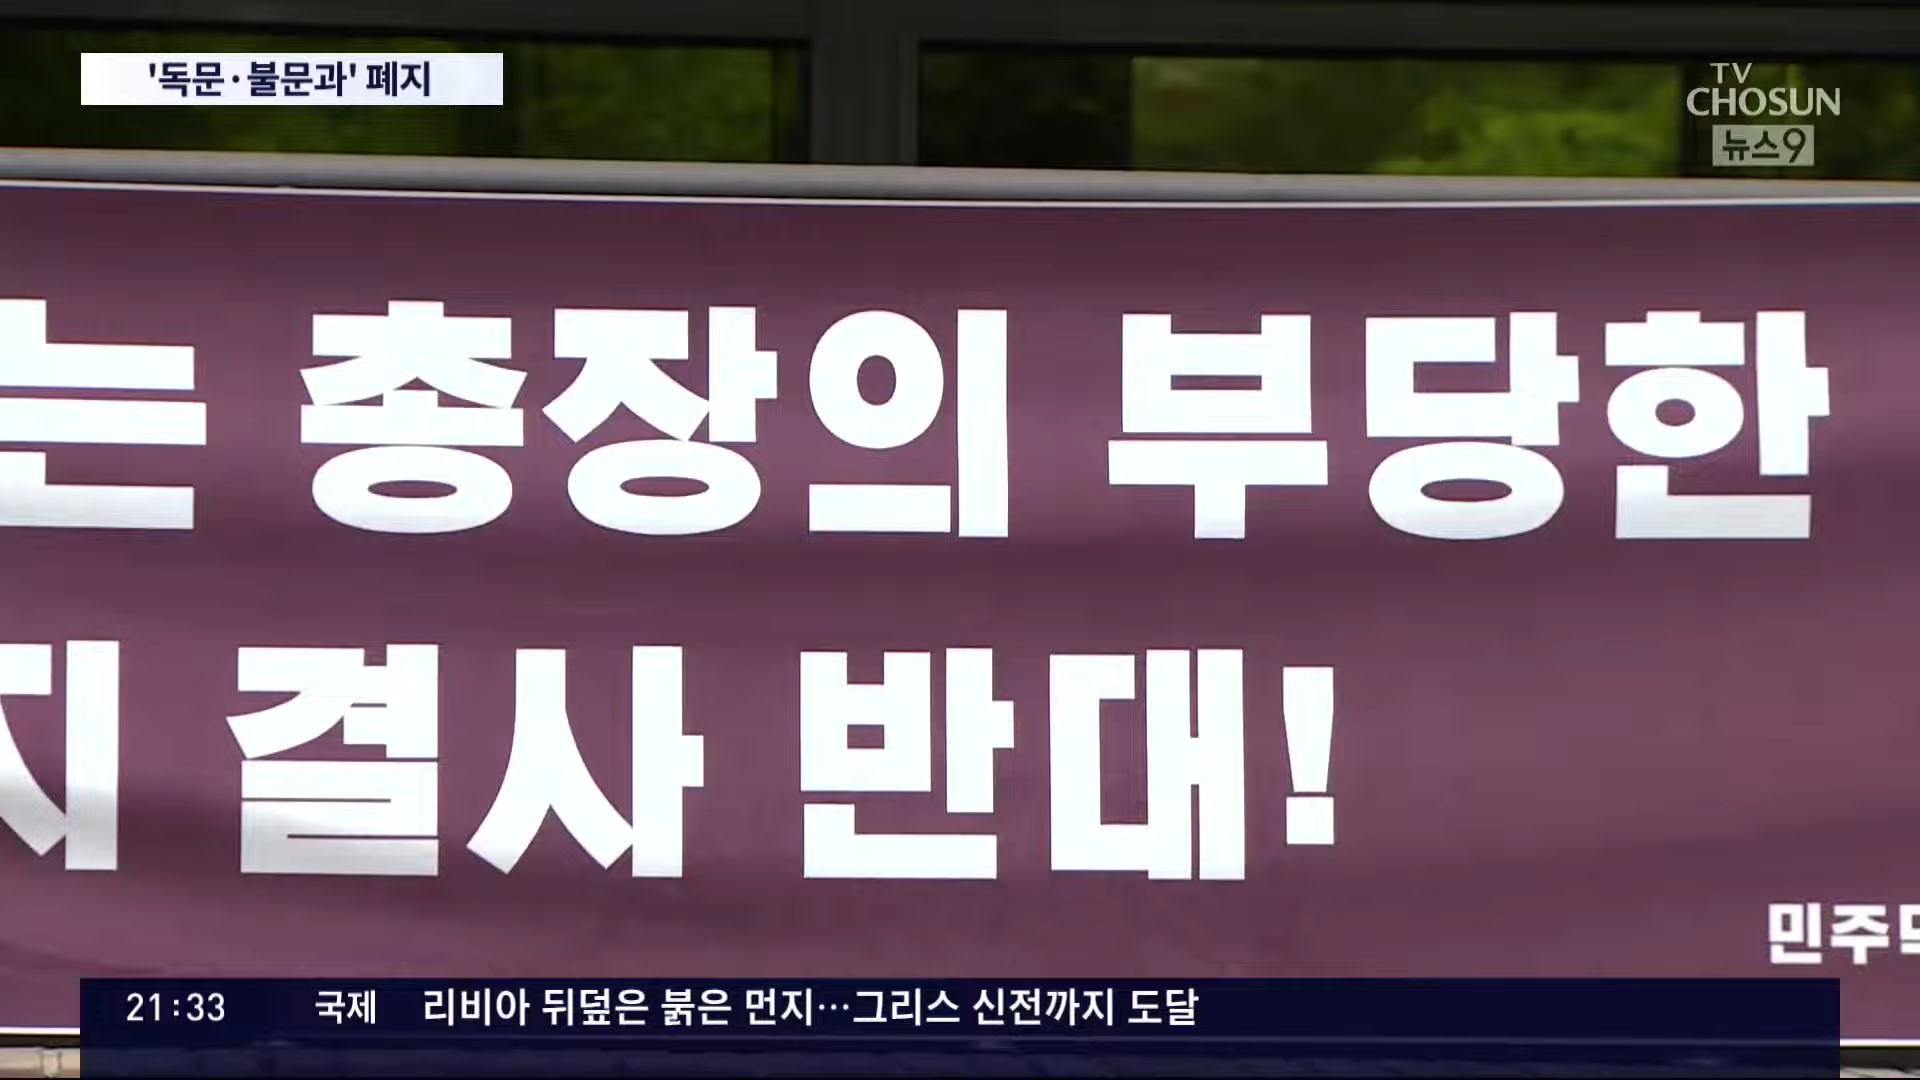 '독문·불문과' 폐지
TV
CHOSUN
뉴스9
는 총장의 부당한
지 결사 반대!
민주
21:33 국제 리비아 뒤덮은 붉은 먼지…그리스 신전까지 도달